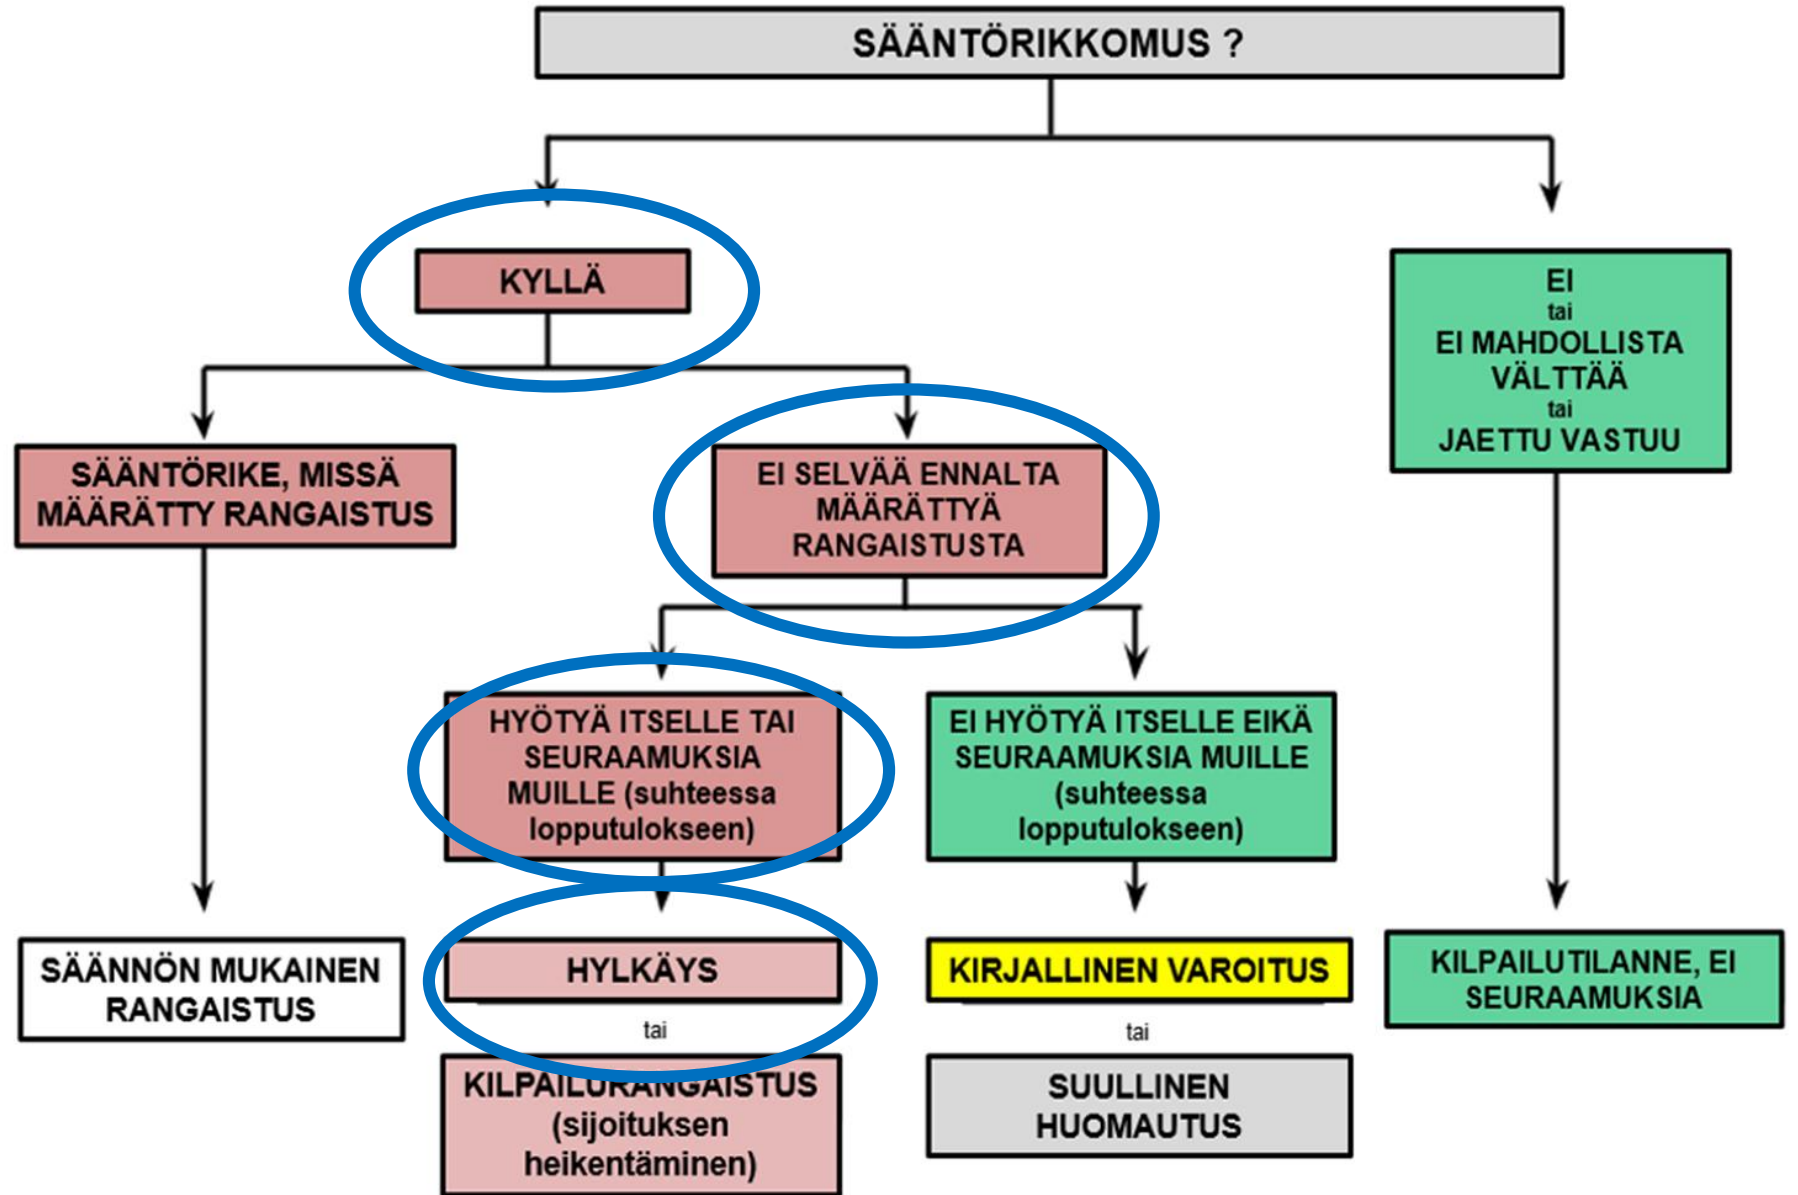 SÄÄNTÖRIKKOMUS ?
KYLLÄ
EI
tai
EI MAHDOLLISTA
VÄLTTÄÄ
tai
JAETTU VASTUU
SÄÄNTÖRIKE, MISSÄ
MÄÄRÄTTY RANGAISTUS
EI SELVÄÄ ENNALTA
MÄÄRÄTTYÄ
RANGAISTUSTA
HYÖTYÄ ITSELLE TAI
SEURAAMUKSIA
MUILLE (suhteessa
lopputulokseen)
EI HYÖTYÄ ITSELLE EIKÄ
SEURAAMUKSIA MUILLE
(suhteessa
lopputulokseen)
SÄÄNNÖN MUKAINEN
RANGAISTUS
HYLKÄYS
tai
KILPAILURANGAISTUS
(sijoituksen
heikentäminen)
KIRJALLINEN VAROITUS
tai
SUULLINEN
HUOMAUTUS
KILPAILUTILANNE, EI
SEURAAMUKSIA